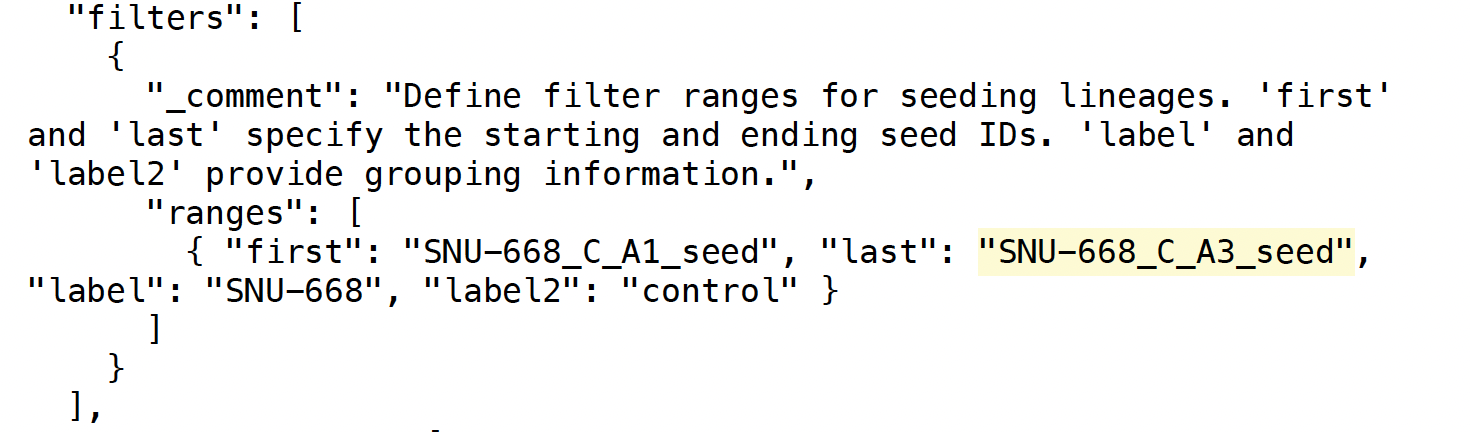 "filters": [
{
"_comment": "Define filter ranges for seeding lineages. 'first'
and 'last' specify the starting and ending seed IDs. 'label' and
'label2' provide grouping information.",
"ranges": [
{ "first": "SNU-668_C_A1_seed", "last": "SNU-668_C_A3_seed",
"label": "SNU-668", "label2": "control" }
]
}
],